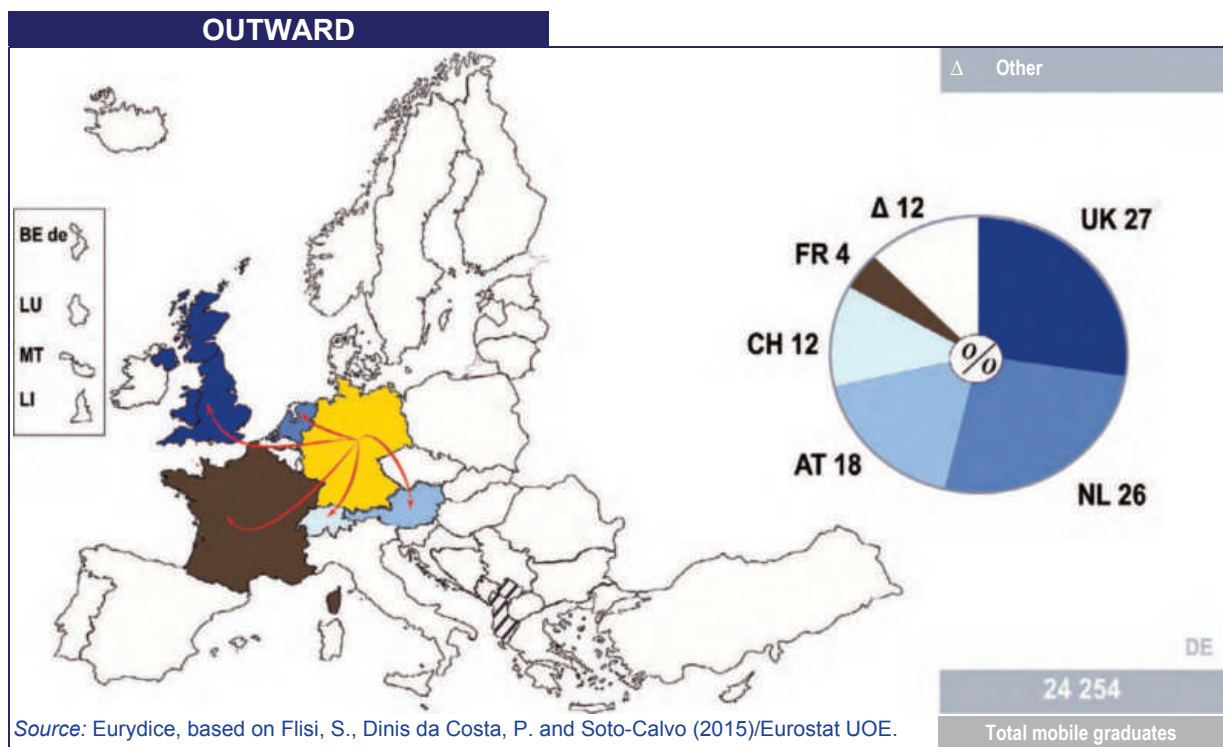 OUTWARD
Δ Other
BE de
LU
MT
LI
Δ 12
UK 27
FR 4
CH 12
%
AT 18
NL 26
DE
24 254
Source: Eurydice, based on Flisi, S., Dinis da Costa, P. and Soto-Calvo (2015)/Eurostat UOE.
Total mobile graduates